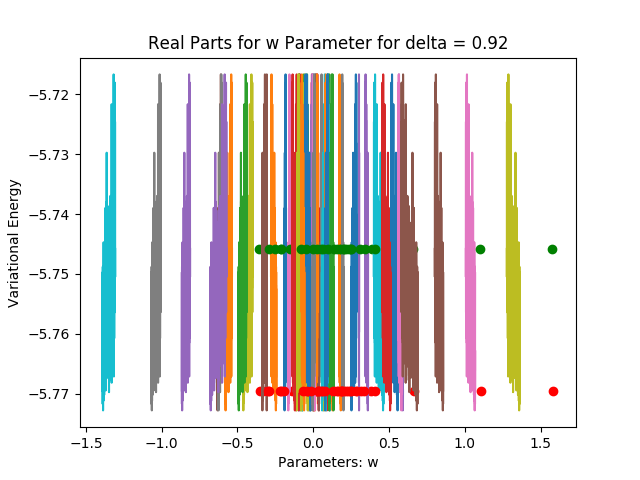 Real Parts for w Parameter for delta = 0.92
Variational Energy
−5.72
−5.73
−5.74
−5.75
−5.76
−5.77
−1.5 −1.0 −0.5 0.0 0.5 1.0 1.5
Parameters: w